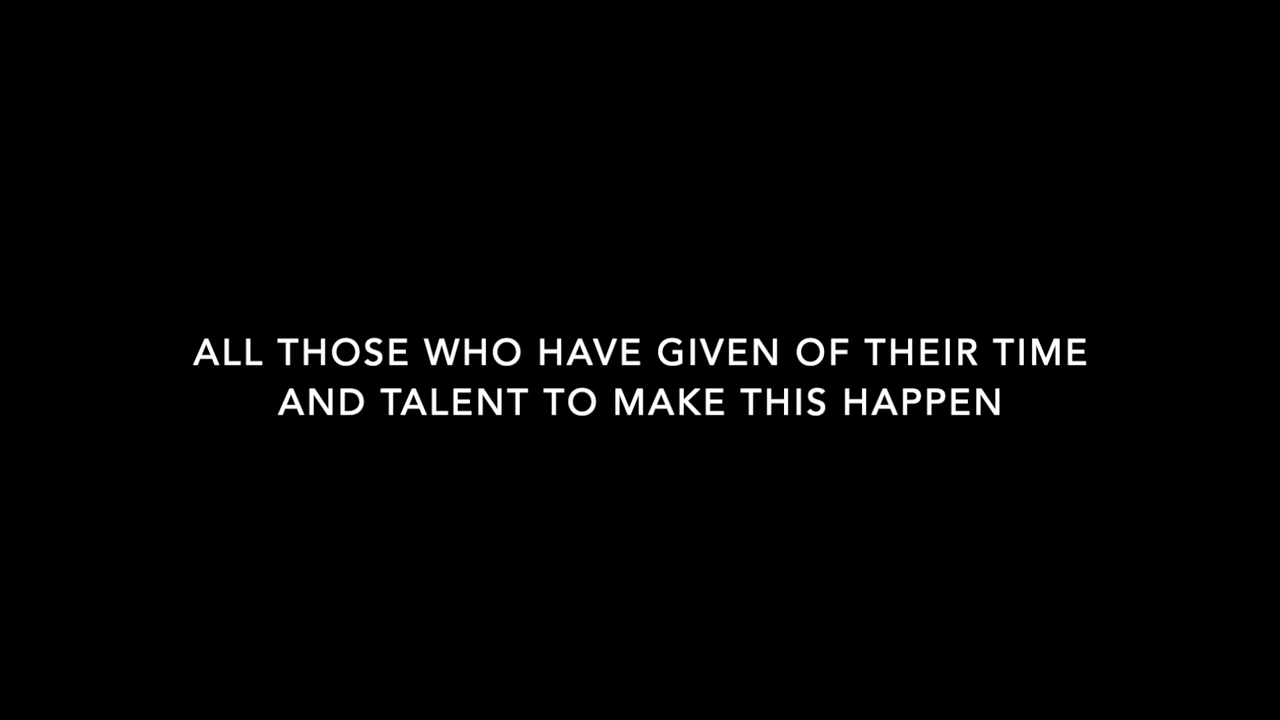 ALL THOSE WHO HAVE GIVEN OF THEIR TIME
AND TALENT TO MAKE THIS HAPPEN